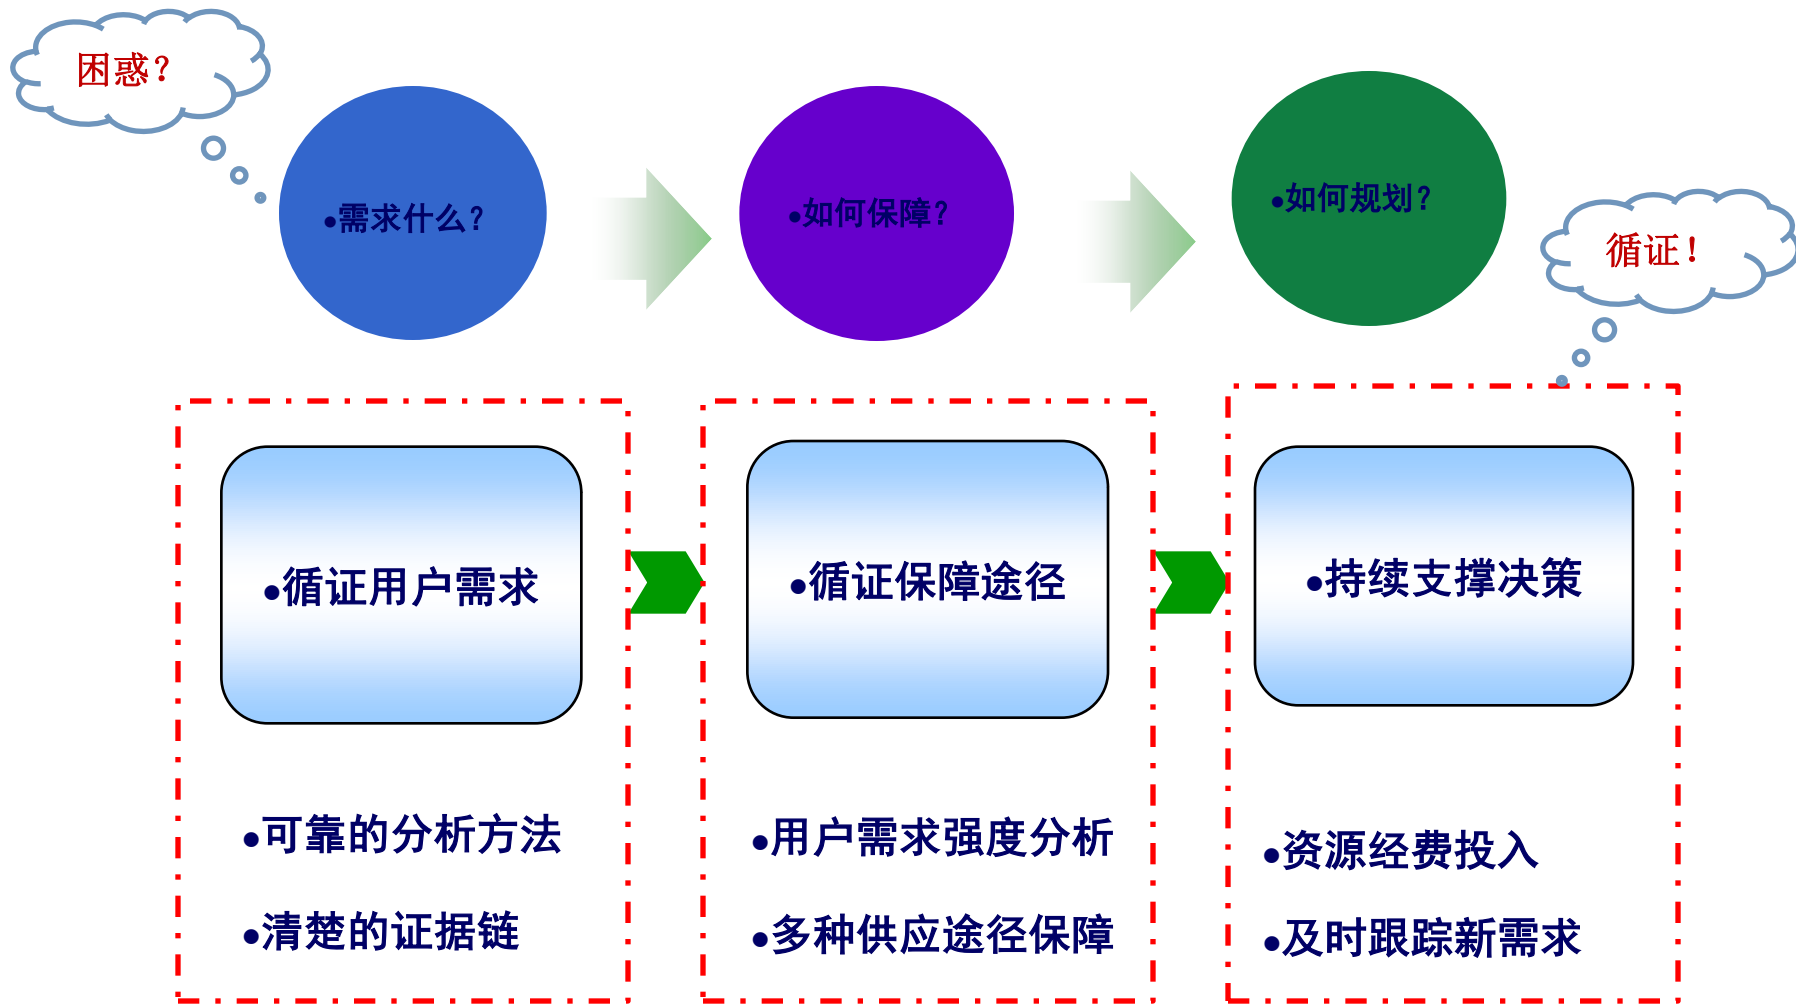 困惑？
•需求什么？
•如何保障？
•如何规划？
循证！
•循证用户需求
•循证保障途径
•持续支撑决策
•可靠的分析方法
•清楚的证据链
•用户需求强度分析
•多种供应途径保障
•资源经费投入
•及时跟踪新需求